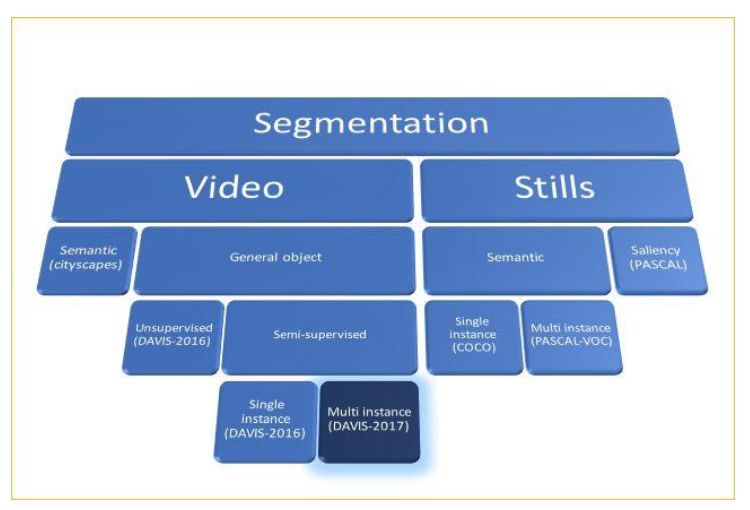 Segmentation
Video
Stills
Semantic
(cityscapes)
General object
Semantic
Saliency
(PASCAL)
Unsupervised
(DAVIS-2016)
Semi-supervised
Single
instance
(COCO)
Multi instance
(PASCAL-VOC)
Single
instance
(DAVIS-2016)
Multi instance
(DAVIS-2017)